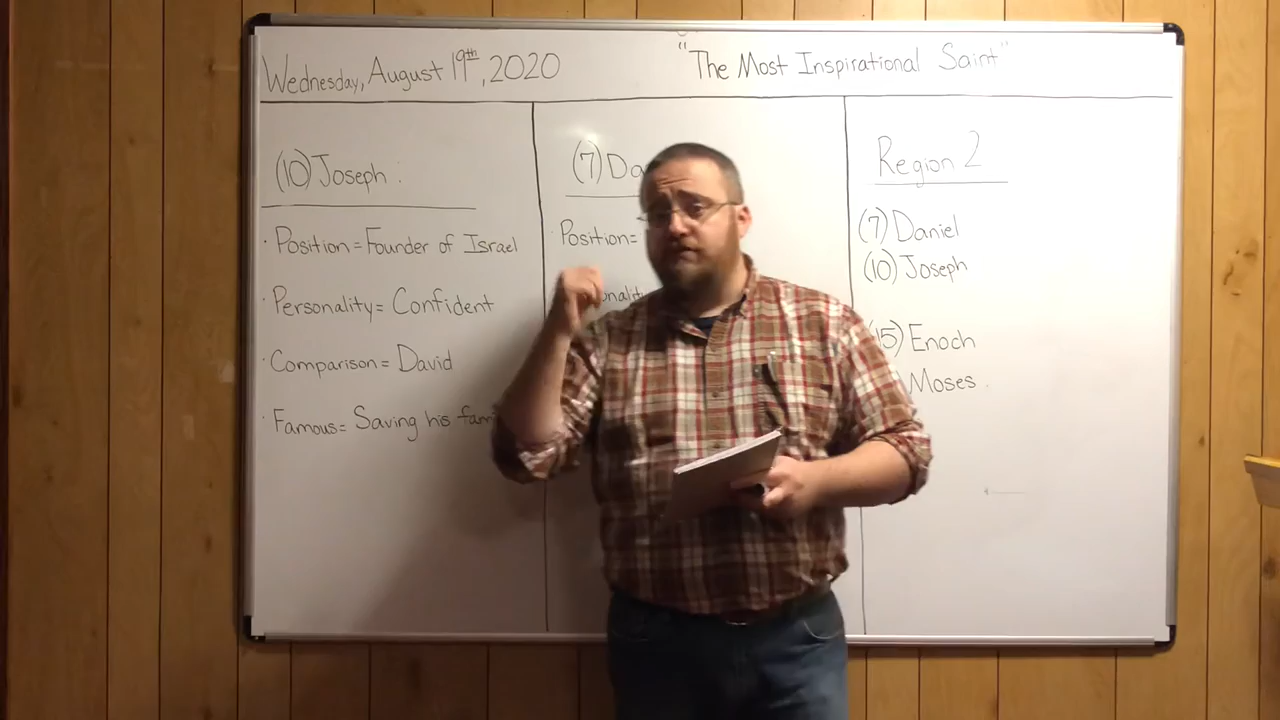 Wednesday, August 19th, 2020
"The Most Inspirational Saint"
(10) Joseph :
· Position = Founder of Israel
· Personality = Confident
· Comparison = David
· Famous = Saving his
(7)
Position =
Region 2
(7) Daniel
(10) Joseph
Enoch
Moses